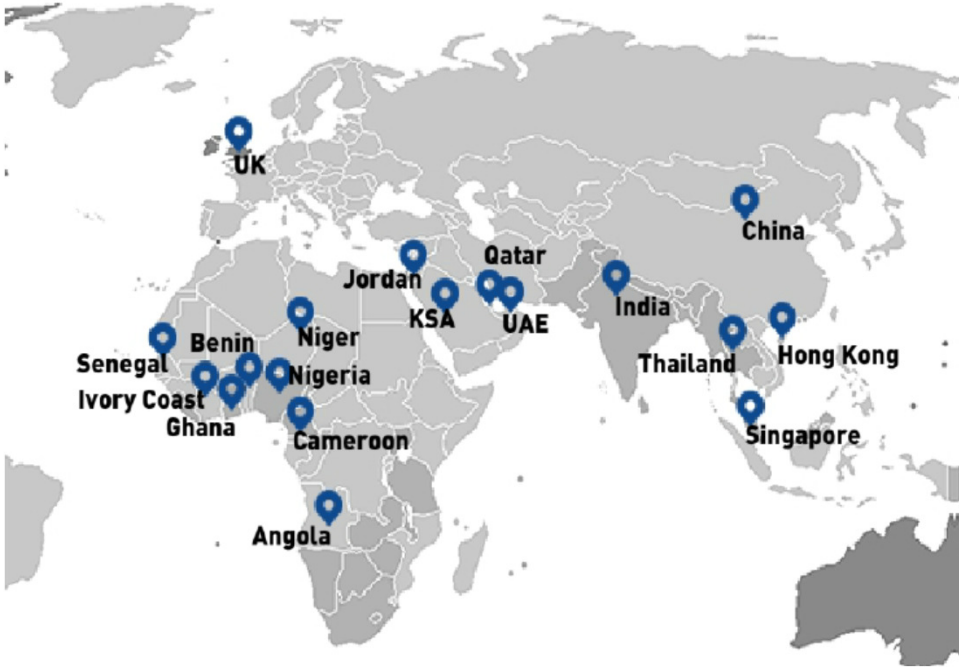 UK
China
Qatar
Jordan
India
KSA
UAE
Niger
Benin
Hong Kong
Senegal
Thailand
Nigeria
Ivory Coast
Ghana
Cameroon
Singapore
Angola